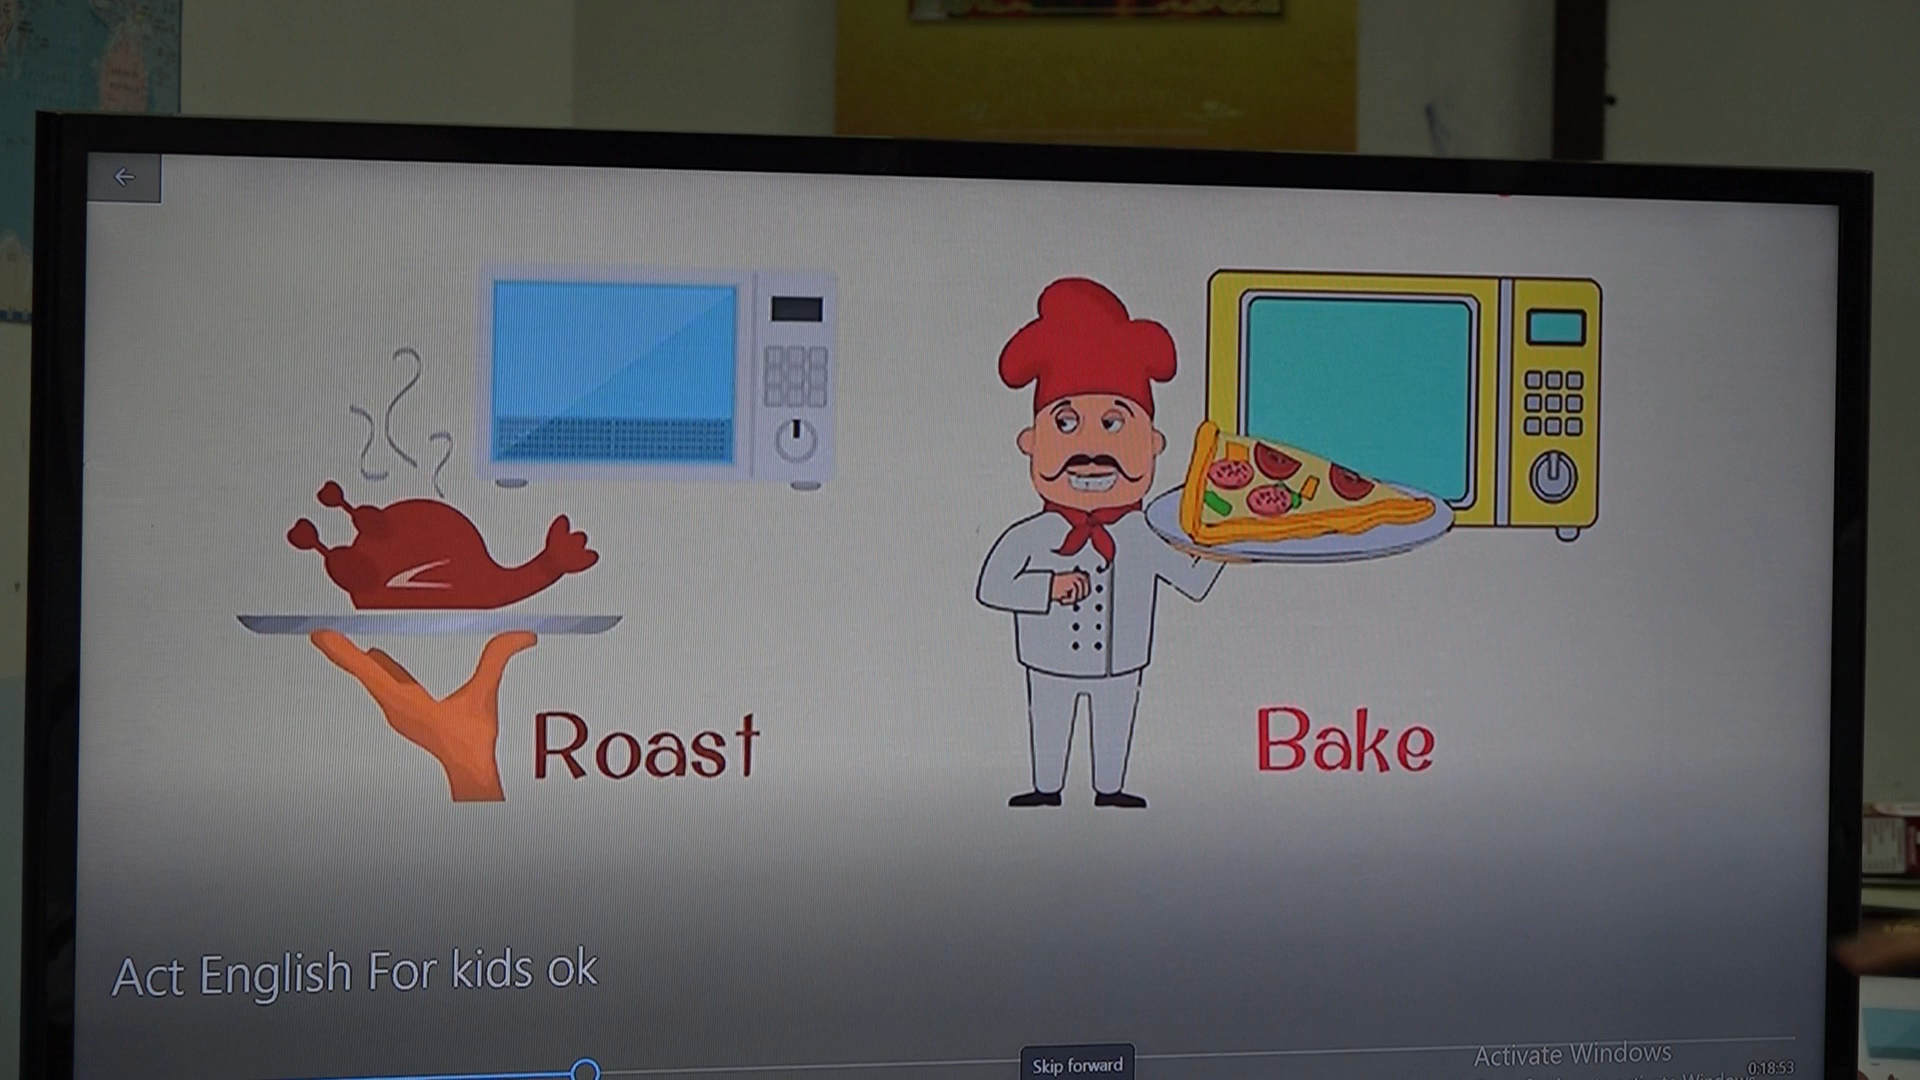 Roast
Bake
Act English For kids ok
Skip forward
Activate Windows
0:18:53